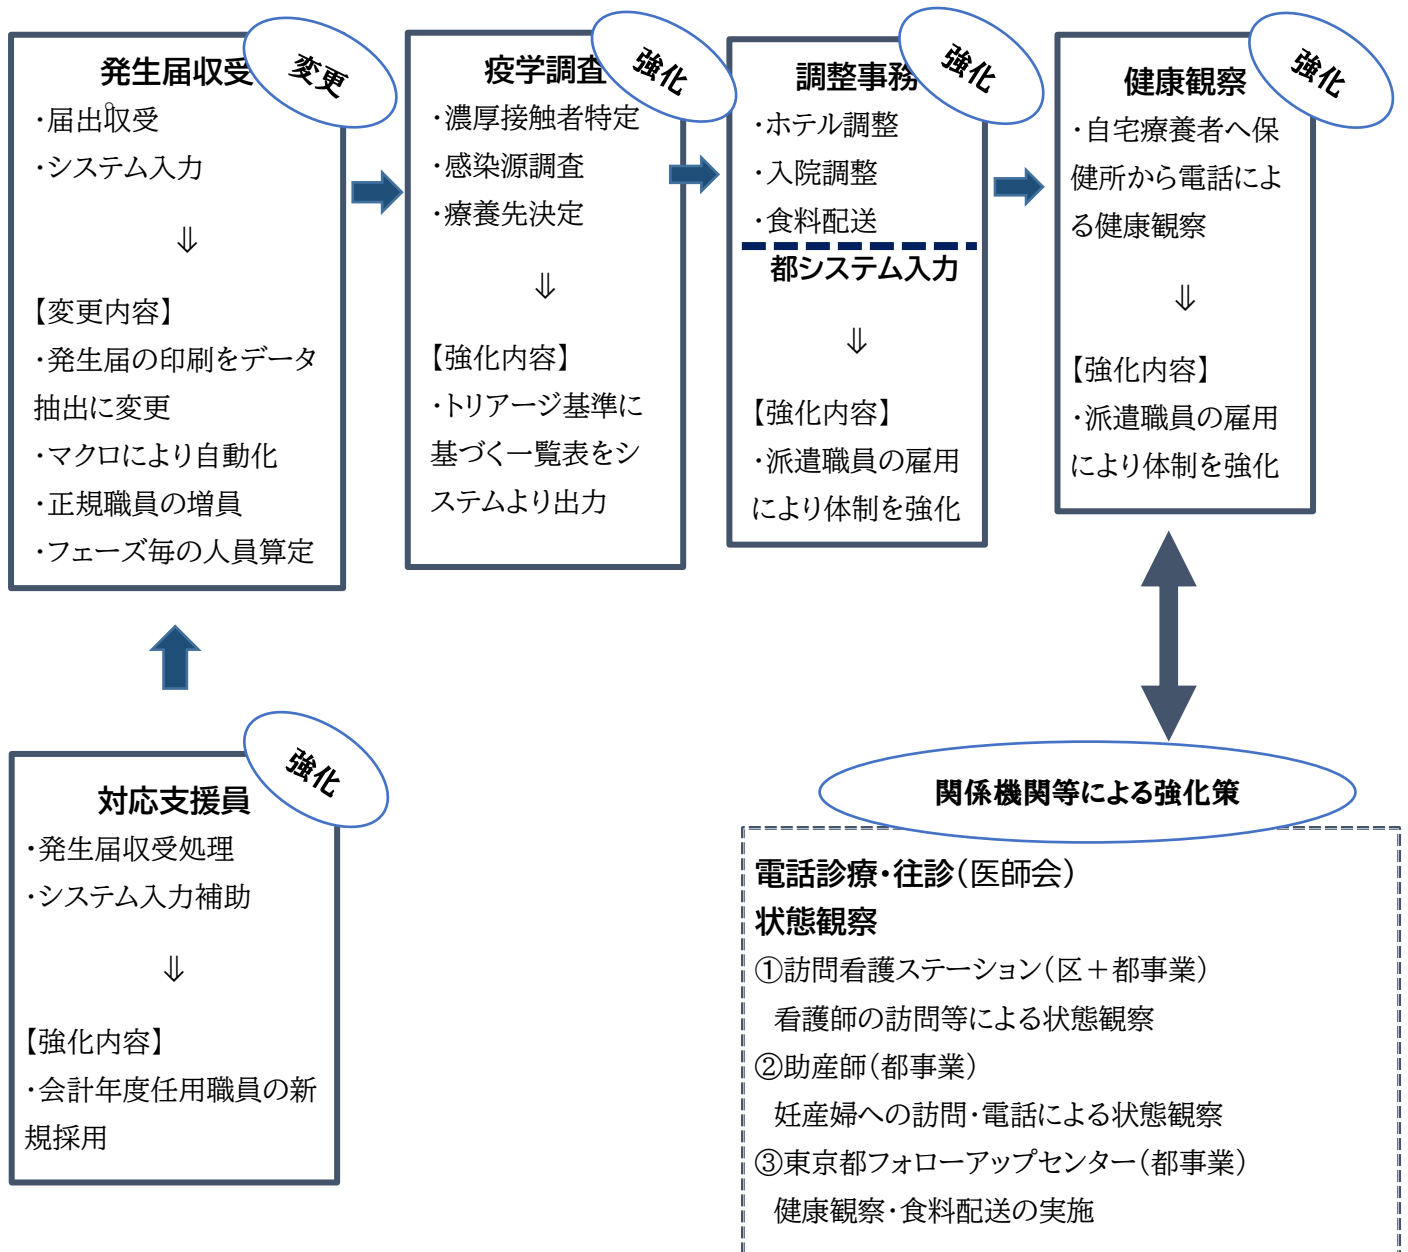 変更
発生届収受
・届出収受
・システム入力
⇓
【変更内容】
・発生届の印刷をデータ
抽出に変更
・マクロにより自動化
・正規職員の増員
・フェーズ毎の人員算定
強化
疫学調査
・濃厚接触者特定
・感染源調査
・療養先決定
⇓
【強化内容】
・トリアージ基準に
基づく一覧表をシ
ステムより出力
強化
調整事務
・ホテル調整
・入院調整
・食料配送
都システム入力
⇓
【強化内容】
・派遣職員の雇用
により体制を強化
強化
健康観察
・自宅療養者へ保
健所から電話によ
る健康観察
⇓
【強化内容】
・派遣職員の雇用
により体制を強化
強化
対応支援員
・発生届収受処理
・システム入力補助
⇓
【強化内容】
・会計年度任用職員の新
規採用
関係機関等による強化策
電話診療・往診（医師会）
状態観察
①訪問看護ステーション（区＋都事業）
看護師の訪問等による状態観察
②助産師（都事業）
妊産婦への訪問・電話による状態観察
③東京都フォローアップセンター（都事業）
健康観察・食料配送の実施